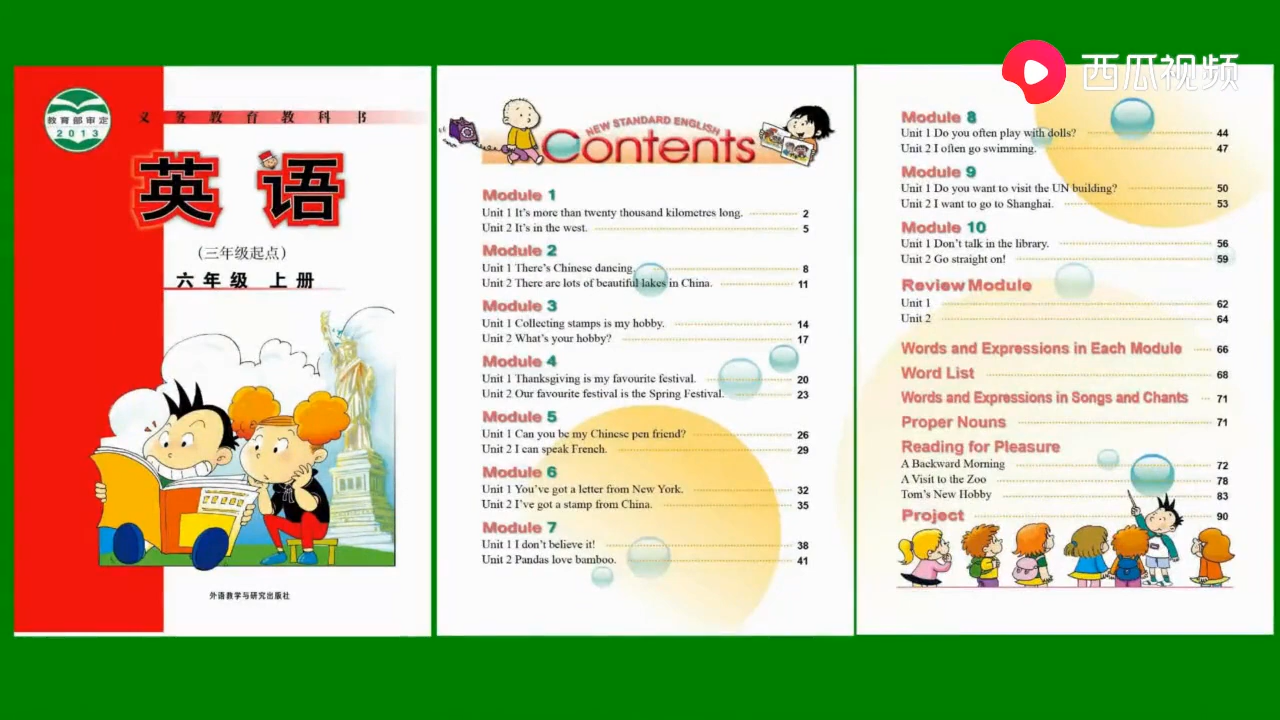 西瓜视频
教育部审定
2013
义务教育教科书
英语
(三年级起点)
六年级 上册
外语教学与研究出版社
NEW STANDARD ENGLISH
Contents
Module 1
Unit 1 It's more than twenty thousand kilometres long. 2
Unit 2 It's in the west. 5
Module 2
Unit 1 There's Chinese dancing. 8
Unit 2 There are lots of beautiful lakes in China. 11
Module 3
Unit 1 Collecting stamps is my hobby. 14
Unit 2 What's your hobby? 17
Module 4
Unit 1 Thanksgiving is my favourite festival. 20
Unit 2 Our favourite festival is the Spring Festival. 23
Module 5
Unit 1 Can you be my Chinese pen friend? 26
Unit 2 I can speak French. 29
Module 6
Unit 1 You've got a letter from New York. 32
Unit 2 I've got a stamp from China. 35
Module 7
Unit 1 I don't believe it! 38
Unit 2 Pandas love bamboo. 41
Module 8
Unit 1 Do you often play with dolls? 44
Unit 2 I often go swimming. 47
Module 9
Unit 1 Do you want to visit the UN building? 50
Unit 2 I want to go to Shanghai. 53
Module 10
Unit 1 Don't talk in the library. 56
Unit 2 Go straight on! 59
Review Module
Unit 1 62
Unit 2 64
Words and Expressions in Each Module 66
Word List 68
Words and Expressions in Songs and Chants 71
Proper Nouns 71
Reading for Pleasure
A Backward Morning 72
A Visit to the Zoo 78
Tom's New Hobby 83
Project 90